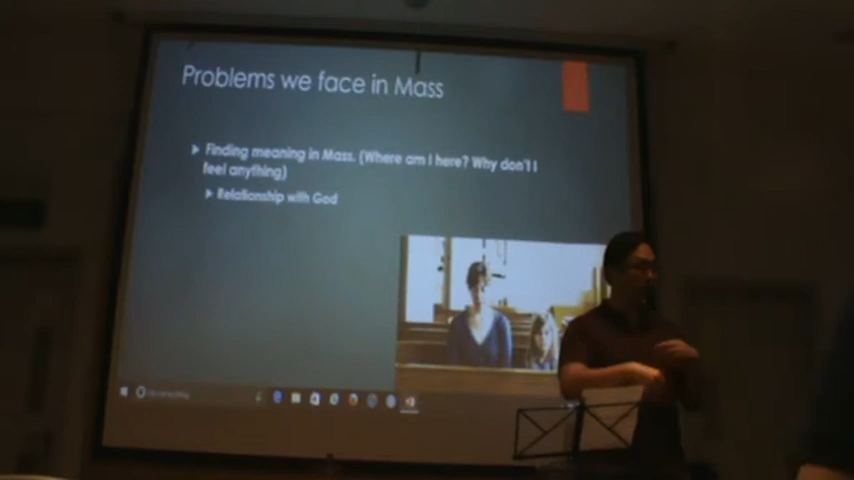 Problems we face in Mass
Finding meaning in Mass. (Where am I here? Why don't I
feel anything)
Relationship with God